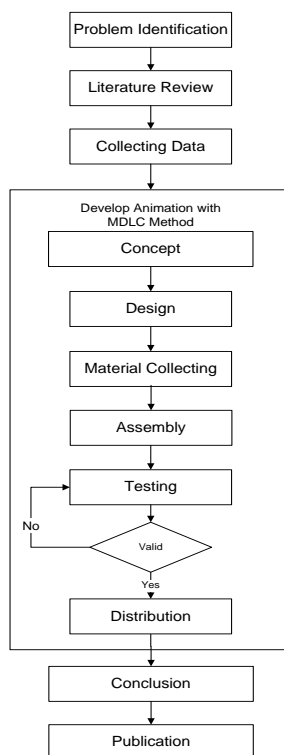 Problem Identification
Literature Review
Collecting Data
Develop Animation with
MDLC Method
Concept
Design
Material Collecting
Assembly
Testing
No
Valid
Yes
Distribution
Conclusion
Publication